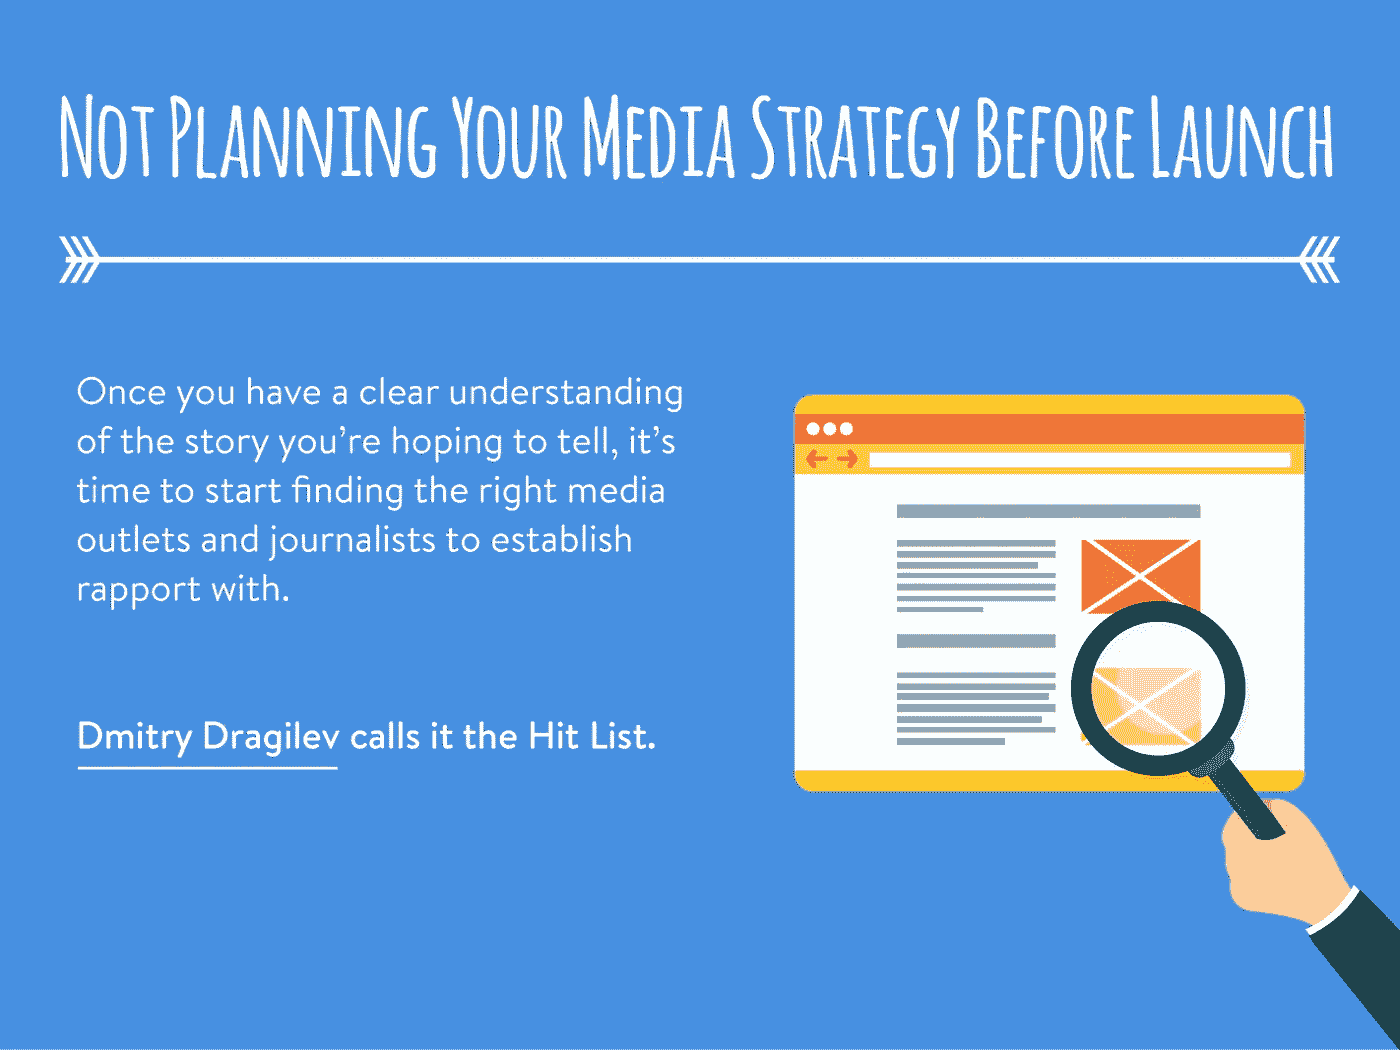 Not Planning Your Media Strategy Before Launch
Once you have a clear understanding
of the story you’re hoping to tell, it’s
time to start finding the right media
outlets and journalists to establish
rapport with.
Dmitry Dragilev calls it the Hit List.